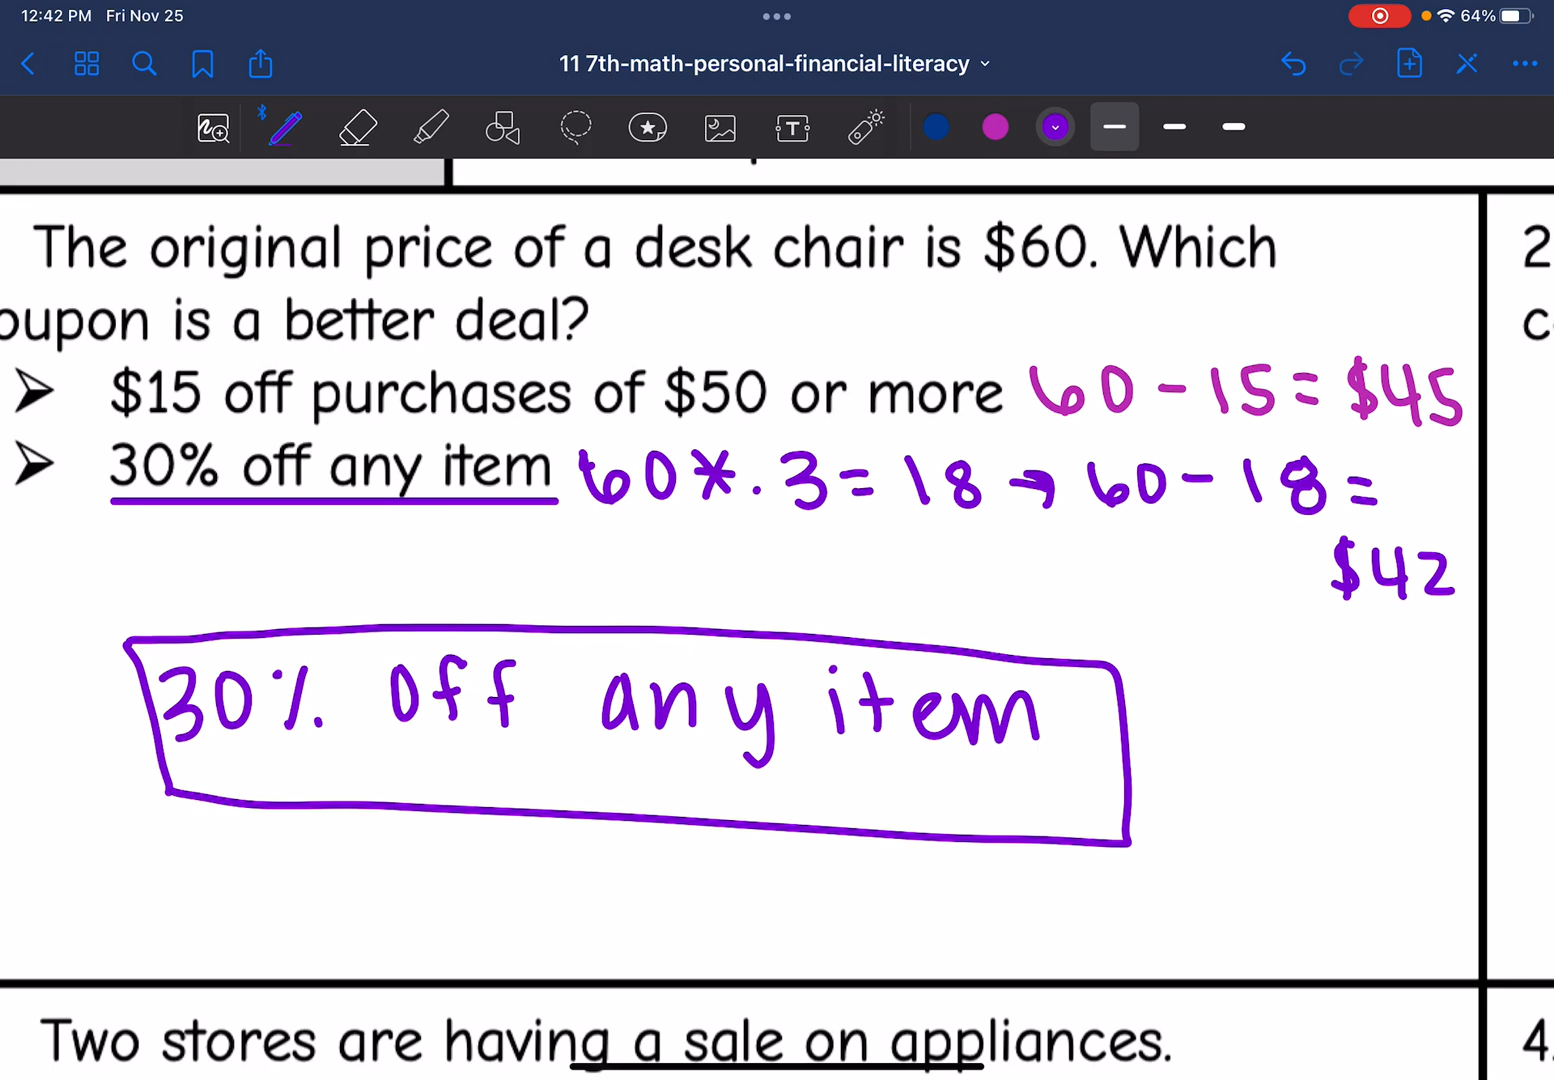 12:42 PM Fri Nov 25
64%
11 7th-math-personal-financial-literacy
T
The original price of a desk chair is $60. Which
oupon is a better deal?
➤ $15 off purchases of $50 or more 60 - 15 = $45
➤ 30% off any item 60 * .3 = 18 → 60 - 18 =
$42
30% off any item
Two stores are having a sale on appliances.
2
c
4.